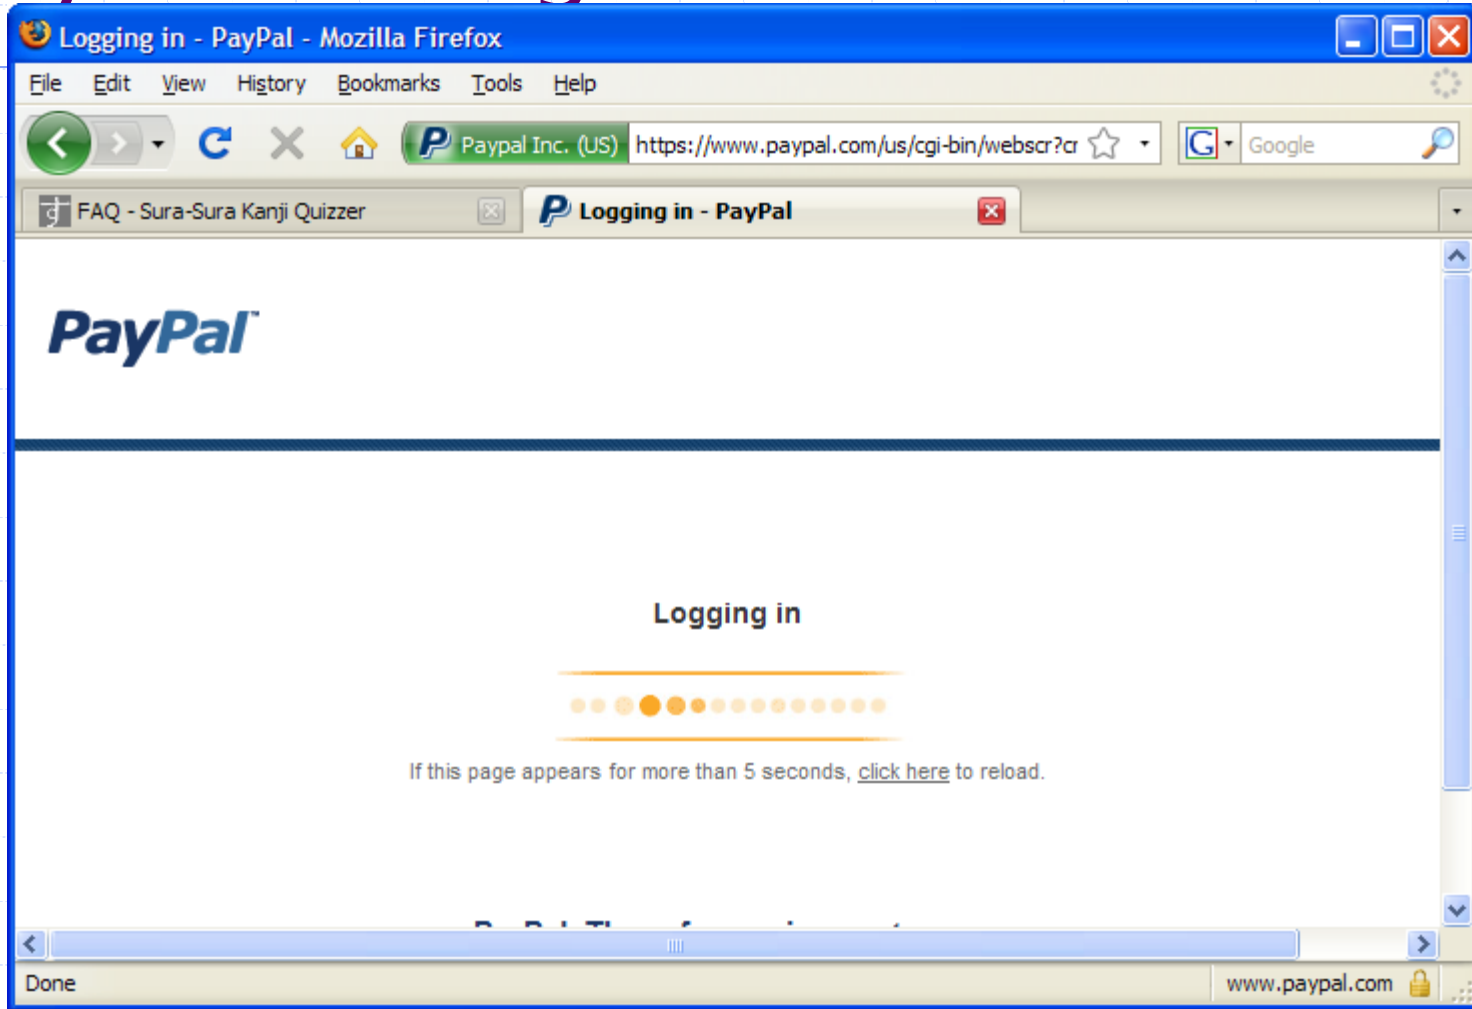 Logging in - PayPal - Mozilla Firefox
File Edit View History Bookmarks Tools Help
Paypal Inc. (US) https://www.paypal.com/us/cgi-bin/webscr?cr G Google
FAQ - Sura-Sura Kanji Quizzer Logging in - PayPal
PayPal™
Logging in
If this page appears for more than 5 seconds, click here to reload.
Done www.paypal.com